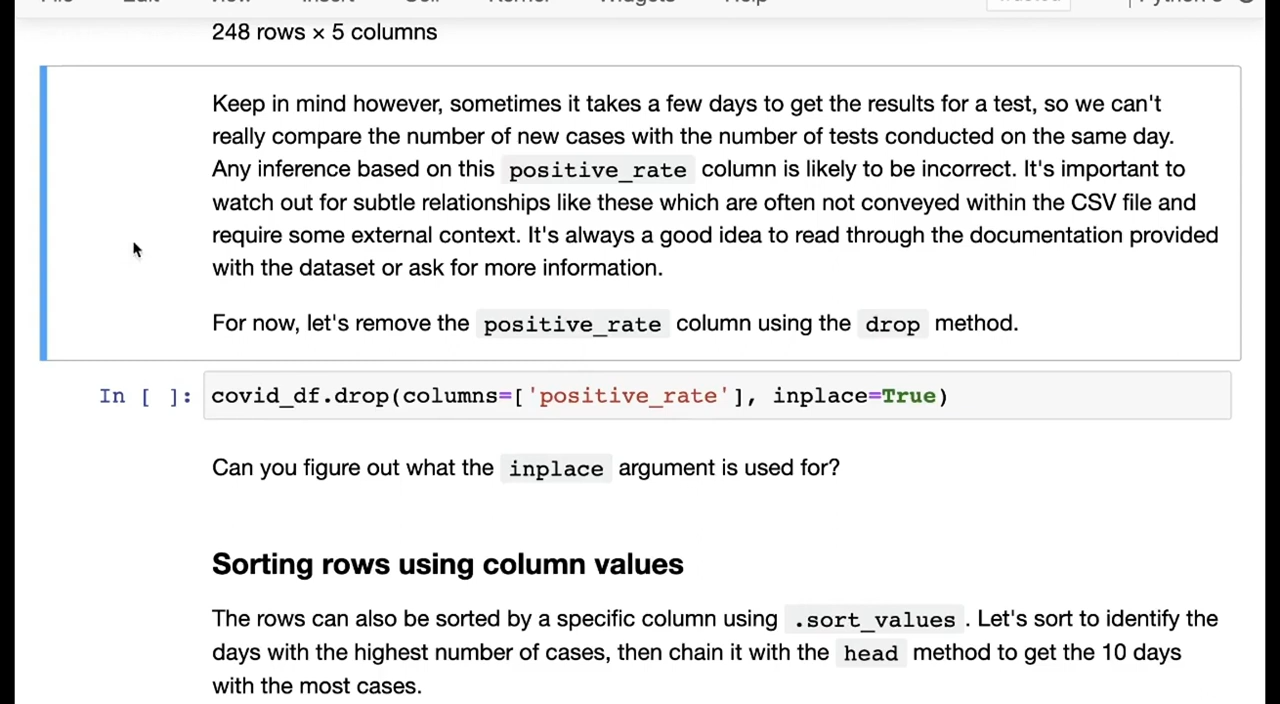 248 rows × 5 columns
Keep in mind however, sometimes it takes a few days to get the results for a test, so we can't
really compare the number of new cases with the number of tests conducted on the same day.
Any inference based on this positive_rate column is likely to be incorrect. It's important to
watch out for subtle relationships like these which are often not conveyed within the CSV file and
require some external context. It's always a good idea to read through the documentation provided
with the dataset or ask for more information.
For now, let's remove the positive_rate column using the drop method.
In [ ]: covid_df.drop(columns=['positive_rate'], inplace=True)
Can you figure out what the inplace argument is used for?
Sorting rows using column values
The rows can also be sorted by a specific column using .sort_values. Let's sort to identify the
days with the highest number of cases, then chain it with the head method to get the 10 days
with the most cases.